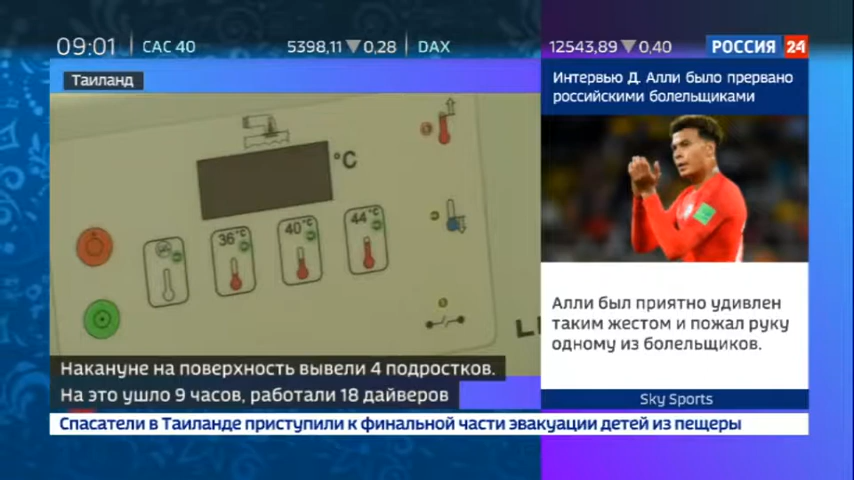 09:01 CAC 40 5398,11 ▼ 0,28 DAX 12543,89 ▼ 0,40 РОССИЯ 24
Таиланд
°C
36°C 40°C 44°C
Накануне на поверхность вывели 4 подростков.
На это ушло 9 часов, работали 18 дайверов
Интервью Д. Алли было прервано
российскими болельщиками
Алли был приятно удивлен
таким жестом и пожал руку
одному из болельщиков.
Sky Sports
Спасатели в Таиланде приступили к финальной части эвакуации детей из пещеры